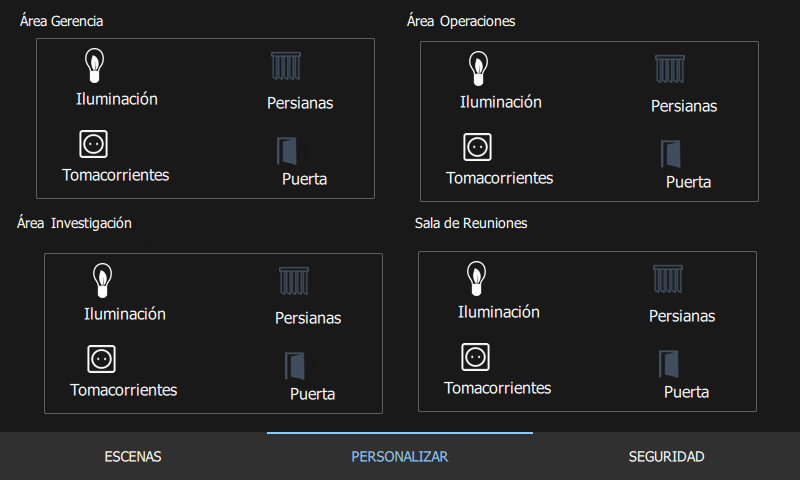 Área Gerencia
Iluminación
Persianas
Tomacorrientes
Puerta
Área Operaciones
Iluminación
Persianas
Tomacorrientes
Puerta
Área Investigación
Iluminación
Persianas
Tomacorrientes
Puerta
Sala de Reuniones
Iluminación
Persianas
Tomacorrientes
Puerta
ESCENAS
PERSONALIZAR
SEGURIDAD